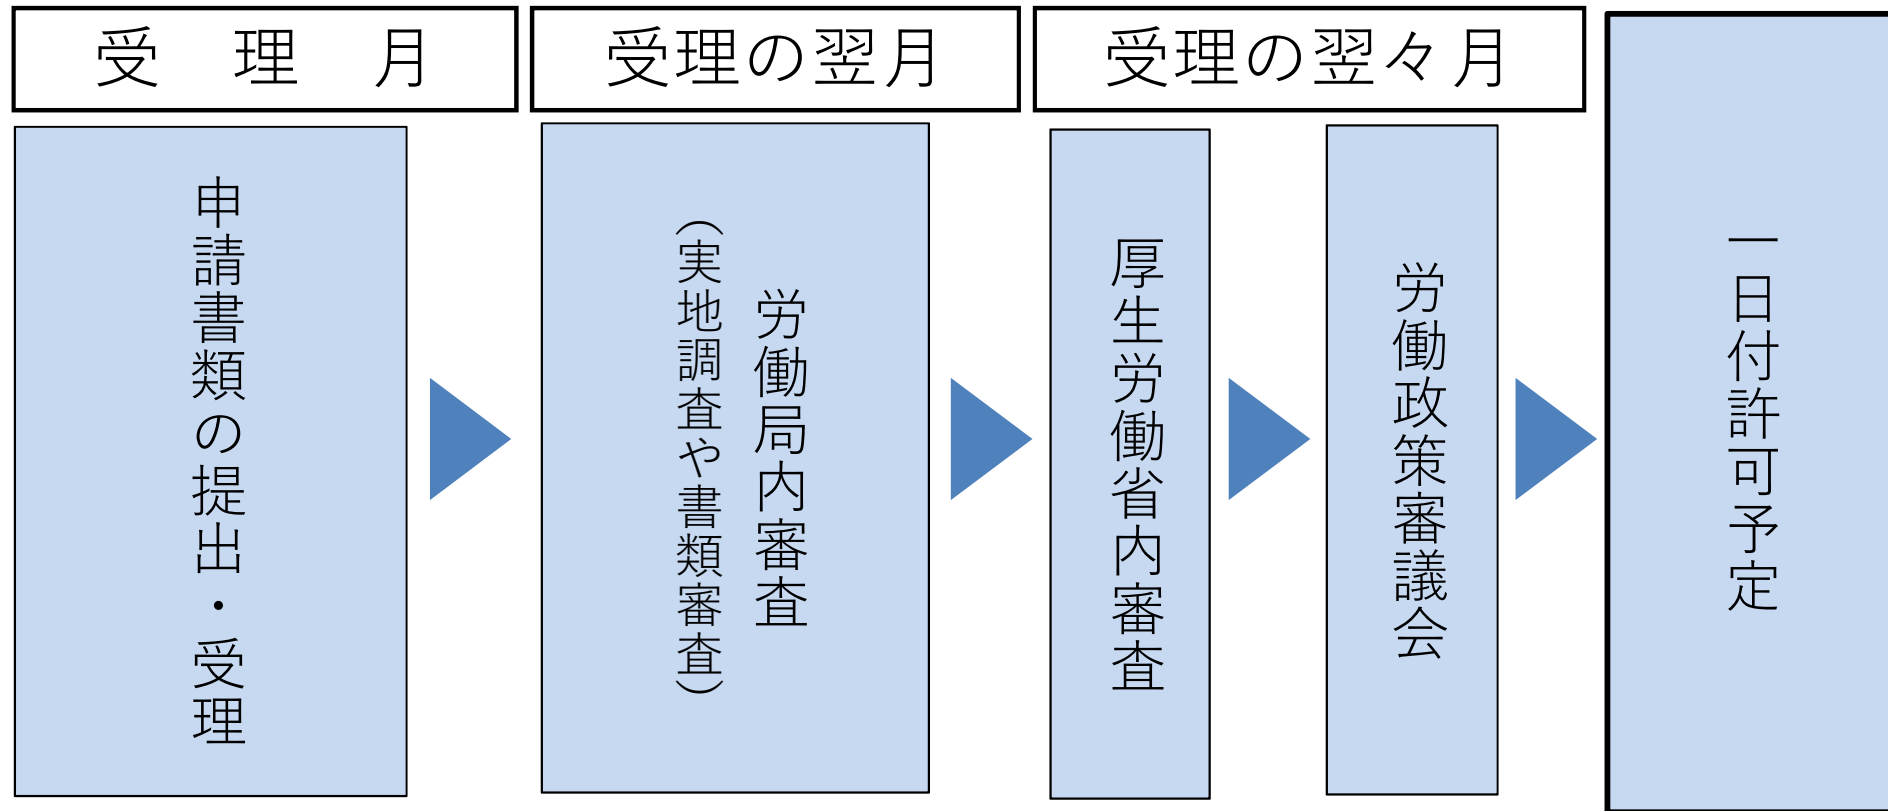 受　理　月
受理の翌月
受理の翌々月
申請書類の提出・受理
労働局内審査
（実地調査や書類審査）
厚生労働省内審査
労働政策審議会
一日付許可予定